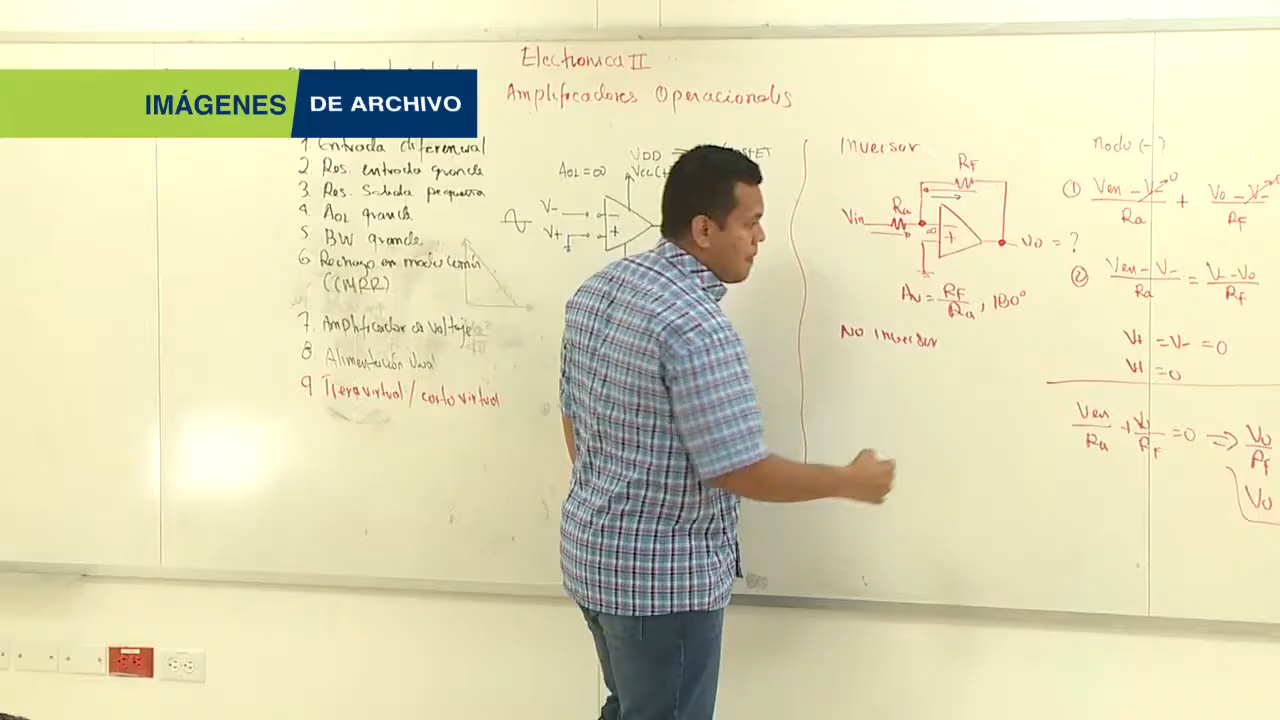 Electronica II
Amplificadores Operacionales
IMÁGENES DE ARCHIVO
1. Entrada diferencial
2. Res. entrada grande
3. Res. Salida pequeña
4. AOL grande
5. BW grande
6. Rechazo en modo común
(CMRR)
7. Amplificador de voltaje
8. Alimentación Dual
9 Tierra virtual / corto virtual
VDD
AOL = ∞
V-
V+
Inversor
RF
Ra
Vin
∞
Vo = ?
Av = RF/Ra, 180°
No inversor
nodo (-)
① Ven - V-/Ra + Vo - V-/RF
② Ven - V-/Ra = V- - Vo/RF
V+ = V- = 0
V+ = 0
Ven/Ra + Vo/RF = 0 ⇒ Vo/RF
Vo